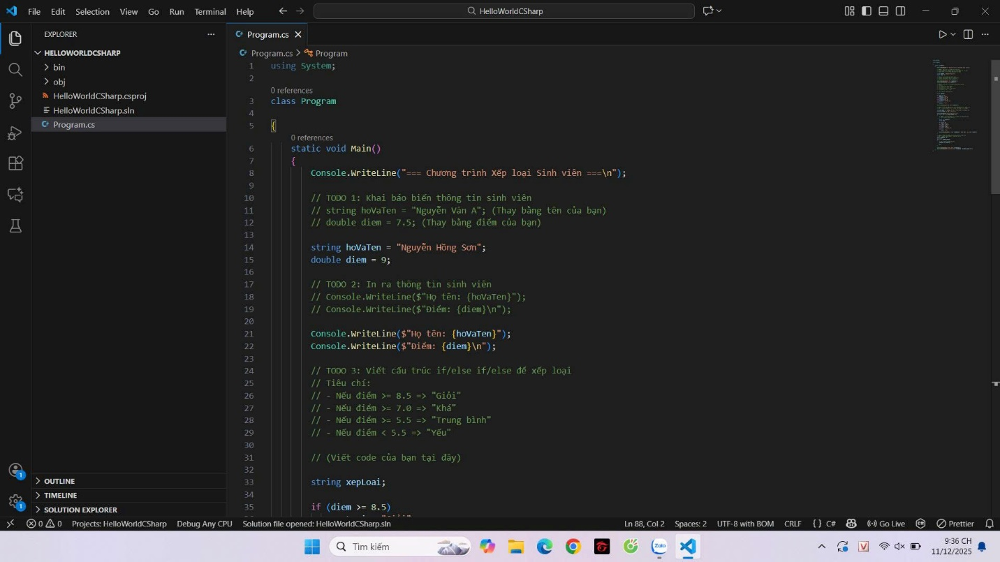 File Edit Selection View Go Run Terminal Help
HelloWorldCSharp
EXPLORER
HELLOWORLDCSHARP
bin
obj
HelloWorldCSharp.csproj
HelloWorldCSharp.sln
Program.cs
OUTLINE
TIMELINE
SOLUTION EXPLORER
Program.cs
Program.cs > Program
1 using System;
2
0 references
3 class Program
4
5 {
0 references
6 static void Main()
7 {
8 Console.WriteLine("=== Chương trình Xếp loại Sinh viên ===\n");
9
10 // TODO 1: Khai báo biến thông tin sinh viên
11 // string hoVaTen = "Nguyễn Văn A"; (Thay bằng tên của bạn)
12 // double diem = 7.5; (Thay bằng điểm của bạn)
13
14 string hoVaTen = "Nguyễn Hồng Sơn";
15 double diem = 9;
16
17 // TODO 2: In ra thông tin sinh viên
18 // Console.WriteLine($"Họ tên: {hoVaTen}");
19 // Console.WriteLine($"Điểm: {diem}\n");
20
21 Console.WriteLine($"Họ tên: {hoVaTen}");
22 Console.WriteLine($"Điểm: {diem}\n");
23
24 // TODO 3: Viết cấu trúc if/else if/else để xếp loại
25 // Tiêu chí:
26 // - Nếu điểm >= 8.5 => "Giỏi"
27 // - Nếu điểm >= 7.0 => "Khá"
28 // - Nếu điểm >= 5.5 => "Trung bình"
29 // - Nếu điểm < 5.5 => "Yếu"
30
31 // (Viết code của bạn tại đây)
32
33 string xepLoai;
34
35 if (diem >= 8.5)
1
1
0 0 Projects: HelloWorldCSharp Debug Any CPU Solution file opened: HelloWorldCSharp.sln Ln 88, Col 2 Spaces: 2 UTF-8 with BOM CRLF { } C# Go Live Prettier
Tìm kiếm
Zalo
V
9:36 CH
11/12/2025